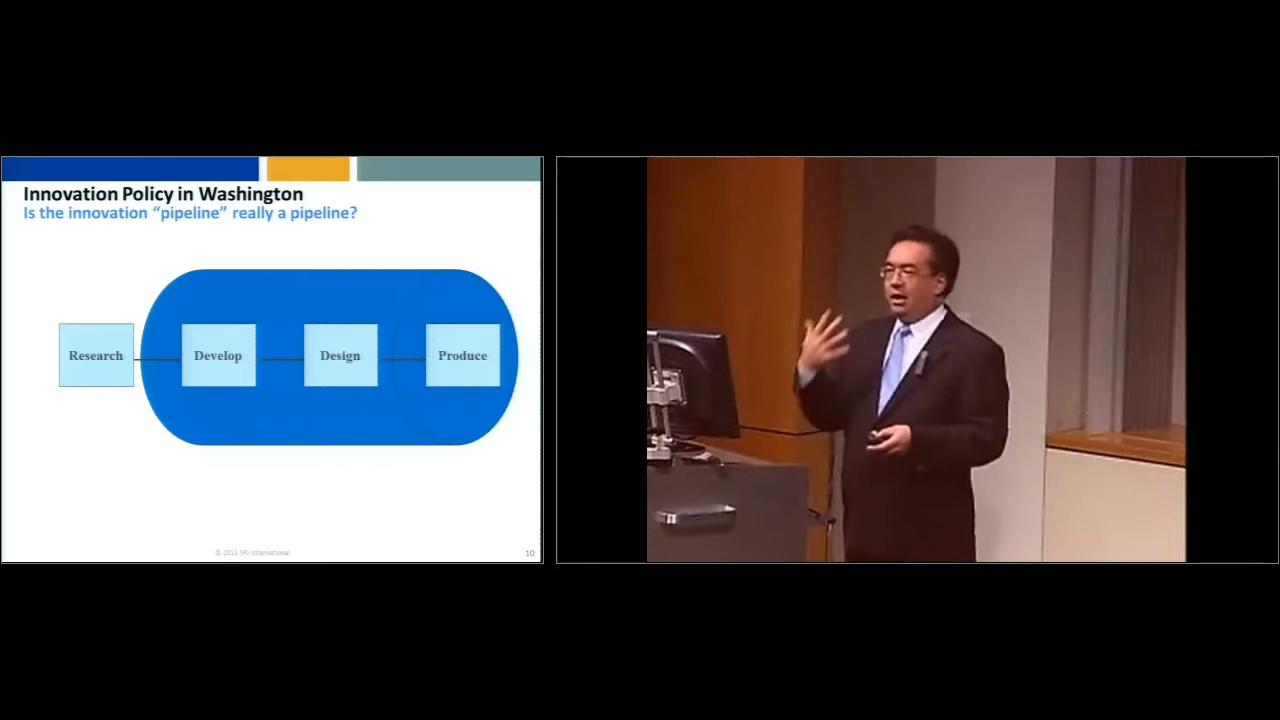 Innovation Policy in Washington
Is the innovation “pipeline” really a pipeline?
Research
Develop
Design
Produce
© 2013 SRI International
10